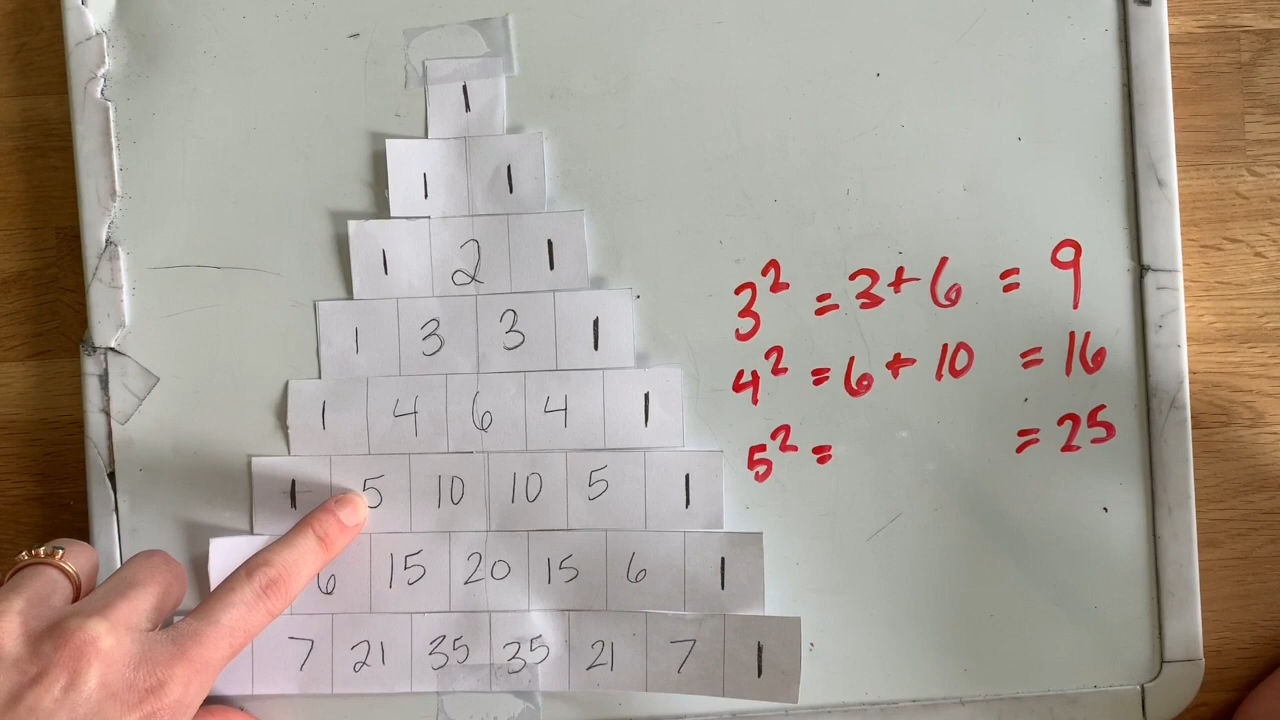 1
1 1
1 2 1
1 3 3 1
1 4 6 4 1
1 5 10 10 5 1
6 15 20 15 6 1
7 21 35 35 21 7 1
3² = 3 + 6 = 9
4² = 6 + 10 = 16
5² = = 25